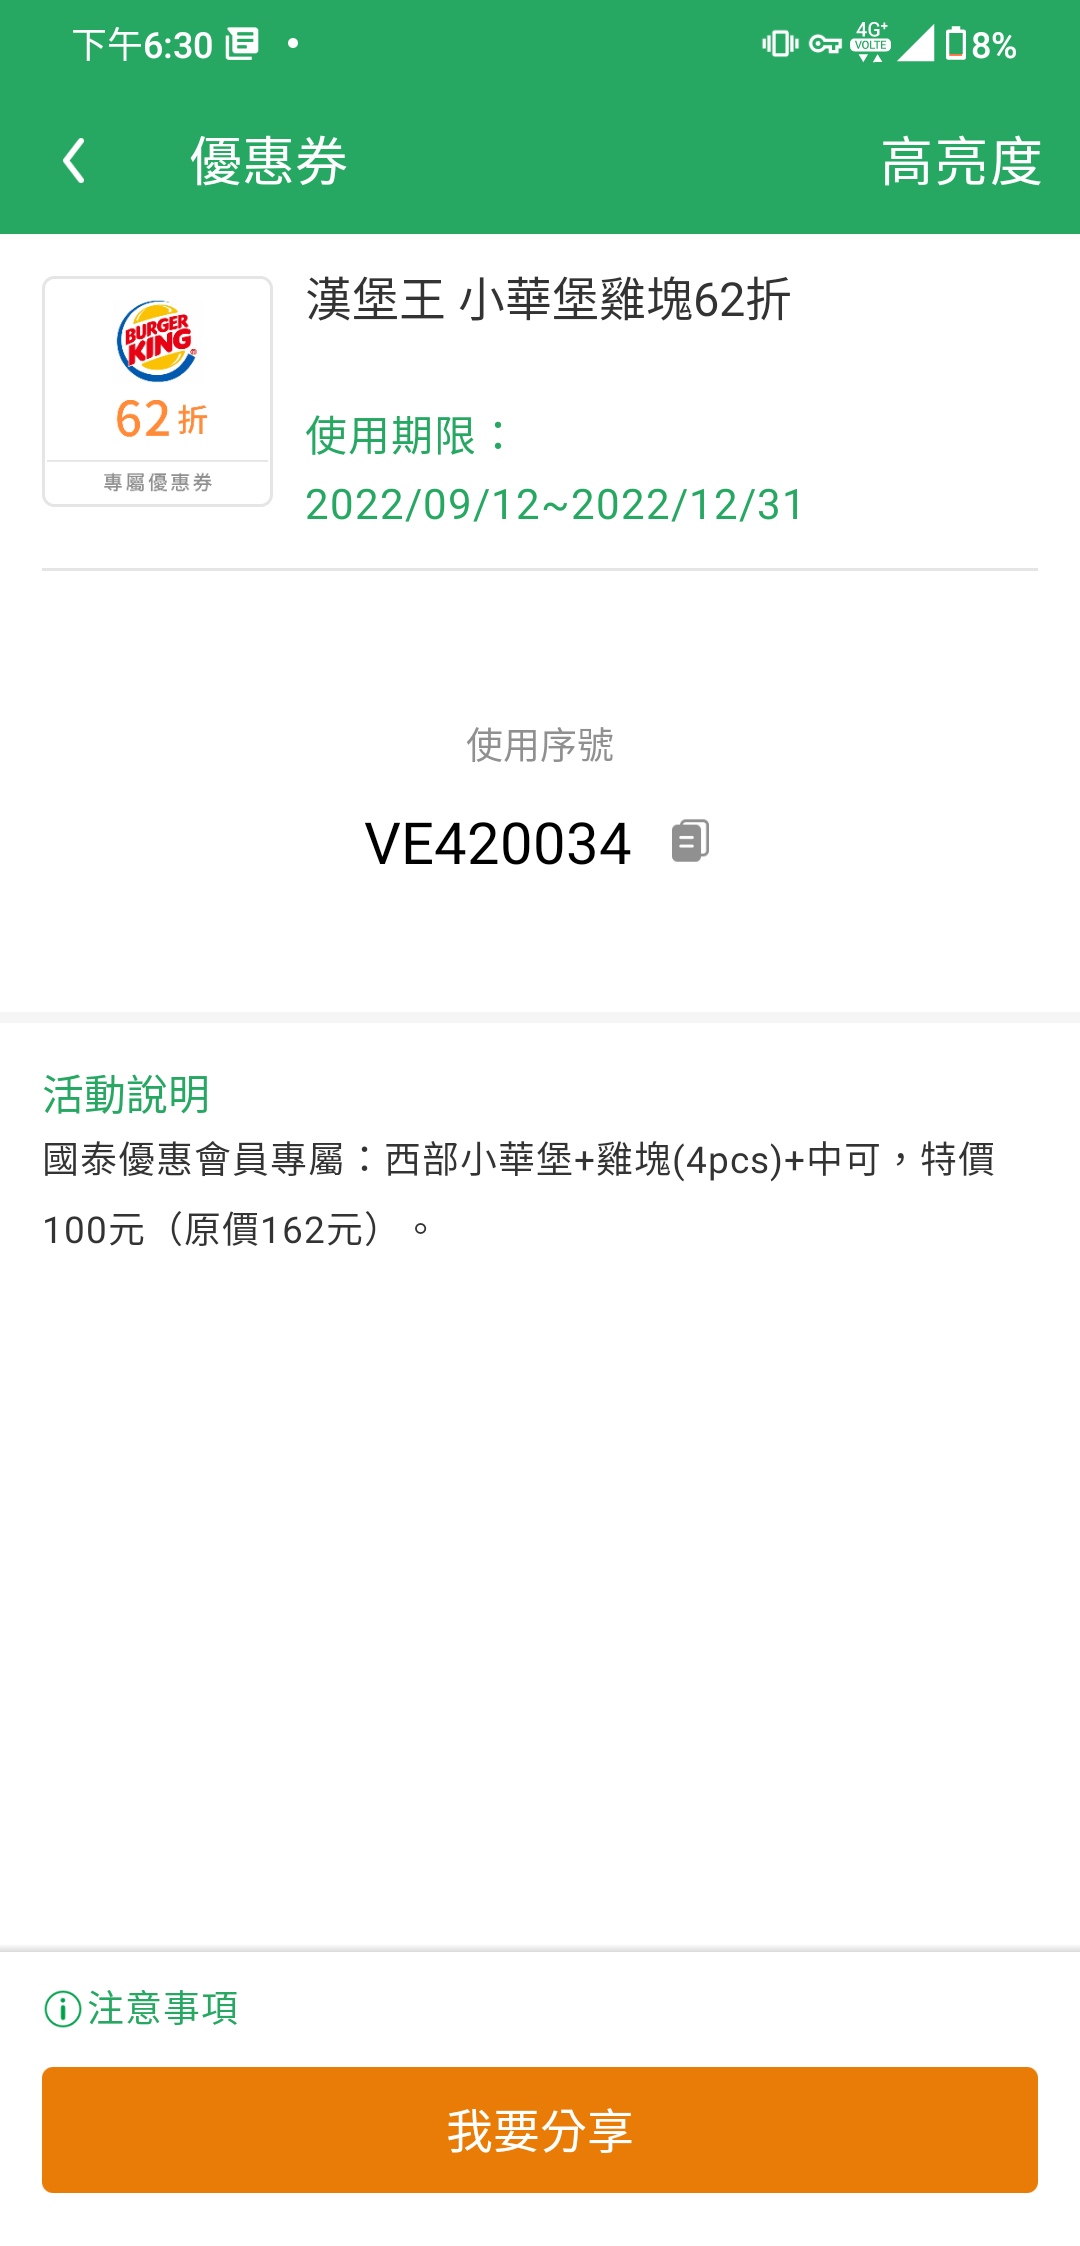 下午6:30
4G+
VOLTE
8%
優惠券
高亮度
BURGER
KING
62折
專屬優惠券
漢堡王 小華堡雞塊62折
使用期限：
2022/09/12~2022/12/31
使用序號
VE420034
活動說明
國泰優惠會員專屬：西部小華堡+雞塊(4pcs)+中可，特價
100元（原價162元）。
注意事項
我要分享